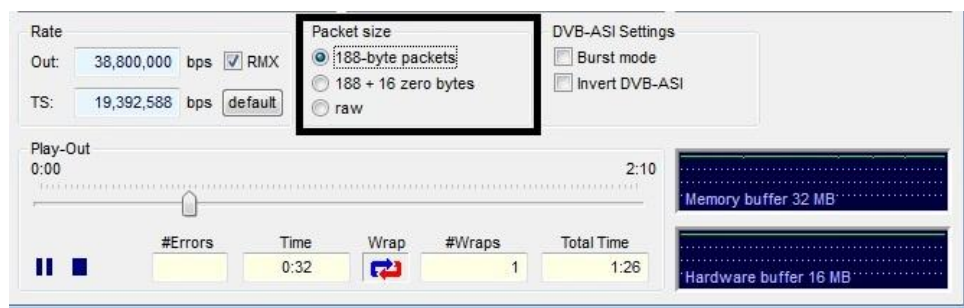 Rate
Out: 38,800,000 bps RMX
TS: 19,392,588 bps default
Packet size
188-byte packets
188 + 16 zero bytes
raw
DVB-ASI Settings
Burst mode
Invert DVB-ASI
Play-Out
0:00 2:10
#Errors Time Wrap #Wraps Total Time
0:32 1 1:26
Memory buffer 32 MB
Hardware buffer 16 MB